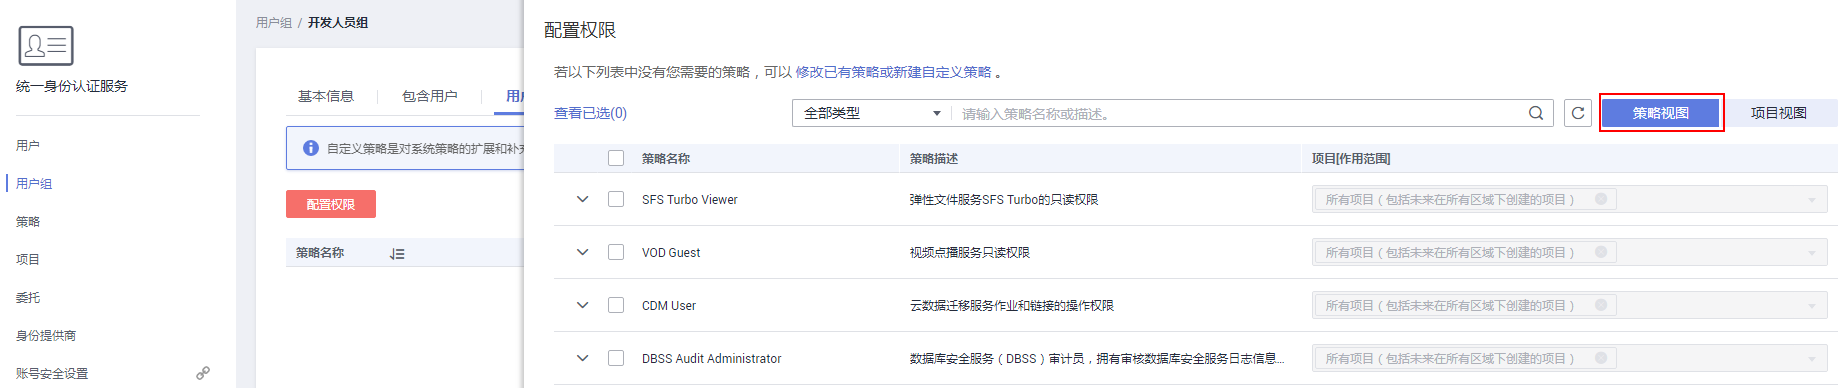 统一身份认证服务
用户
用户组
策略
项目
委托
身份提供商
账号安全设置
用户组 / 开发人员组
基本信息 包含用户 用户
自定义策略是对系统策略的扩展和补充
配置权限
策略名称
配置权限
若以下列表中没有您需要的策略，可以 修改已有策略或新建自定义策略 。
查看已选(0) 全部类型 请输入策略名称或描述。 策略视图 项目视图
策略名称 策略描述 项目[作用范围]
SFS Turbo Viewer 弹性文件服务SFS Turbo的只读权限 所有项目（包括未来在所有区域下创建的项目）
VOD Guest 视频点播服务只读权限 所有项目（包括未来在所有区域下创建的项目）
CDM User 云数据迁移服务作业和链接的操作权限 所有项目（包括未来在所有区域下创建的项目）
DBSS Audit Administrator 数据库安全服务（DBSS）审计员，拥有审核数据库安全服务日志信息... 所有项目（包括未来在所有区域下创建的项目）